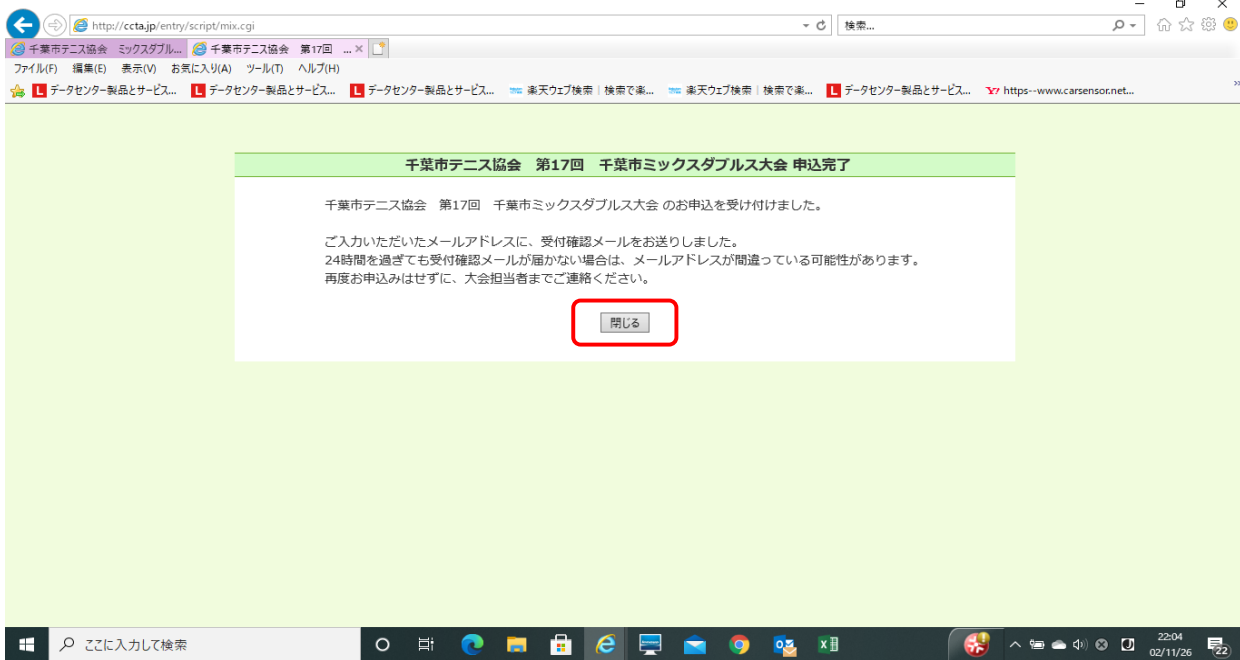 http://ccta.jp/entry/script/mix.cgi
検索...
千葉市テニス協会　ミックスダブル...
千葉市テニス協会　第17回　...
ファイル(F) 編集(E) 表示(V) お気に入り(A) ツール(T) ヘルプ(H)
データセンター製品とサービス... データセンター製品とサービス... データセンター製品とサービス... 楽天ウェブ検索｜検索で楽... 楽天ウェブ検索｜検索で楽... データセンター製品とサービス... https--www.carsensor.net...
千葉市テニス協会　第17回　千葉市ミックスダブルス大会 申込完了
千葉市テニス協会　第17回　千葉市ミックスダブルス大会 のお申込を受け付けました。
ご入力いただいたメールアドレスに、受付確認メールをお送りしました。
24時間を過ぎても受付確認メールが届かない場合は、メールアドレスが間違っている可能性があります。
再度お申込みはせずに、大会担当者までご連絡ください。
閉じる
ここに入力して検索
22:04
02/11/26
22